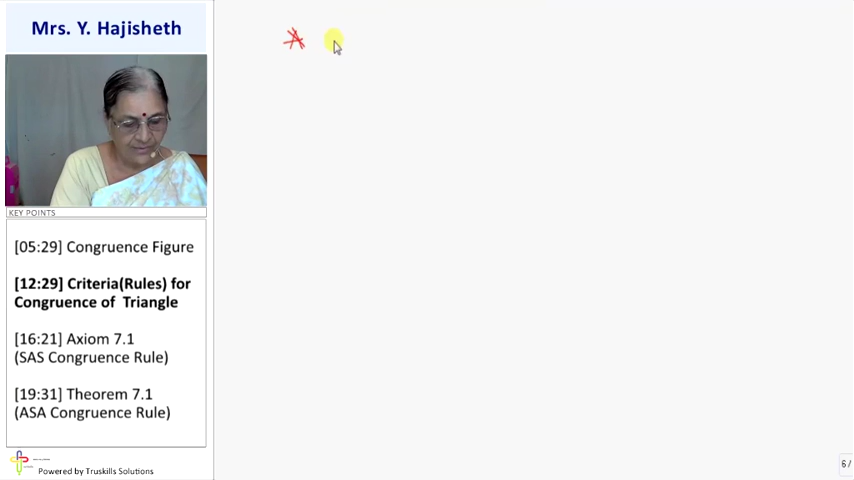 Mrs. Y. Hajisheth
KEY POINTS
[05:29] Congruence Figure
[12:29] Criteria(Rules) for
Congruence of Triangle
[16:21] Axiom 7.1
(SAS Congruence Rule)
[19:31] Theorem 7.1
(ASA Congruence Rule)
Powered by Truskills Solutions
6/